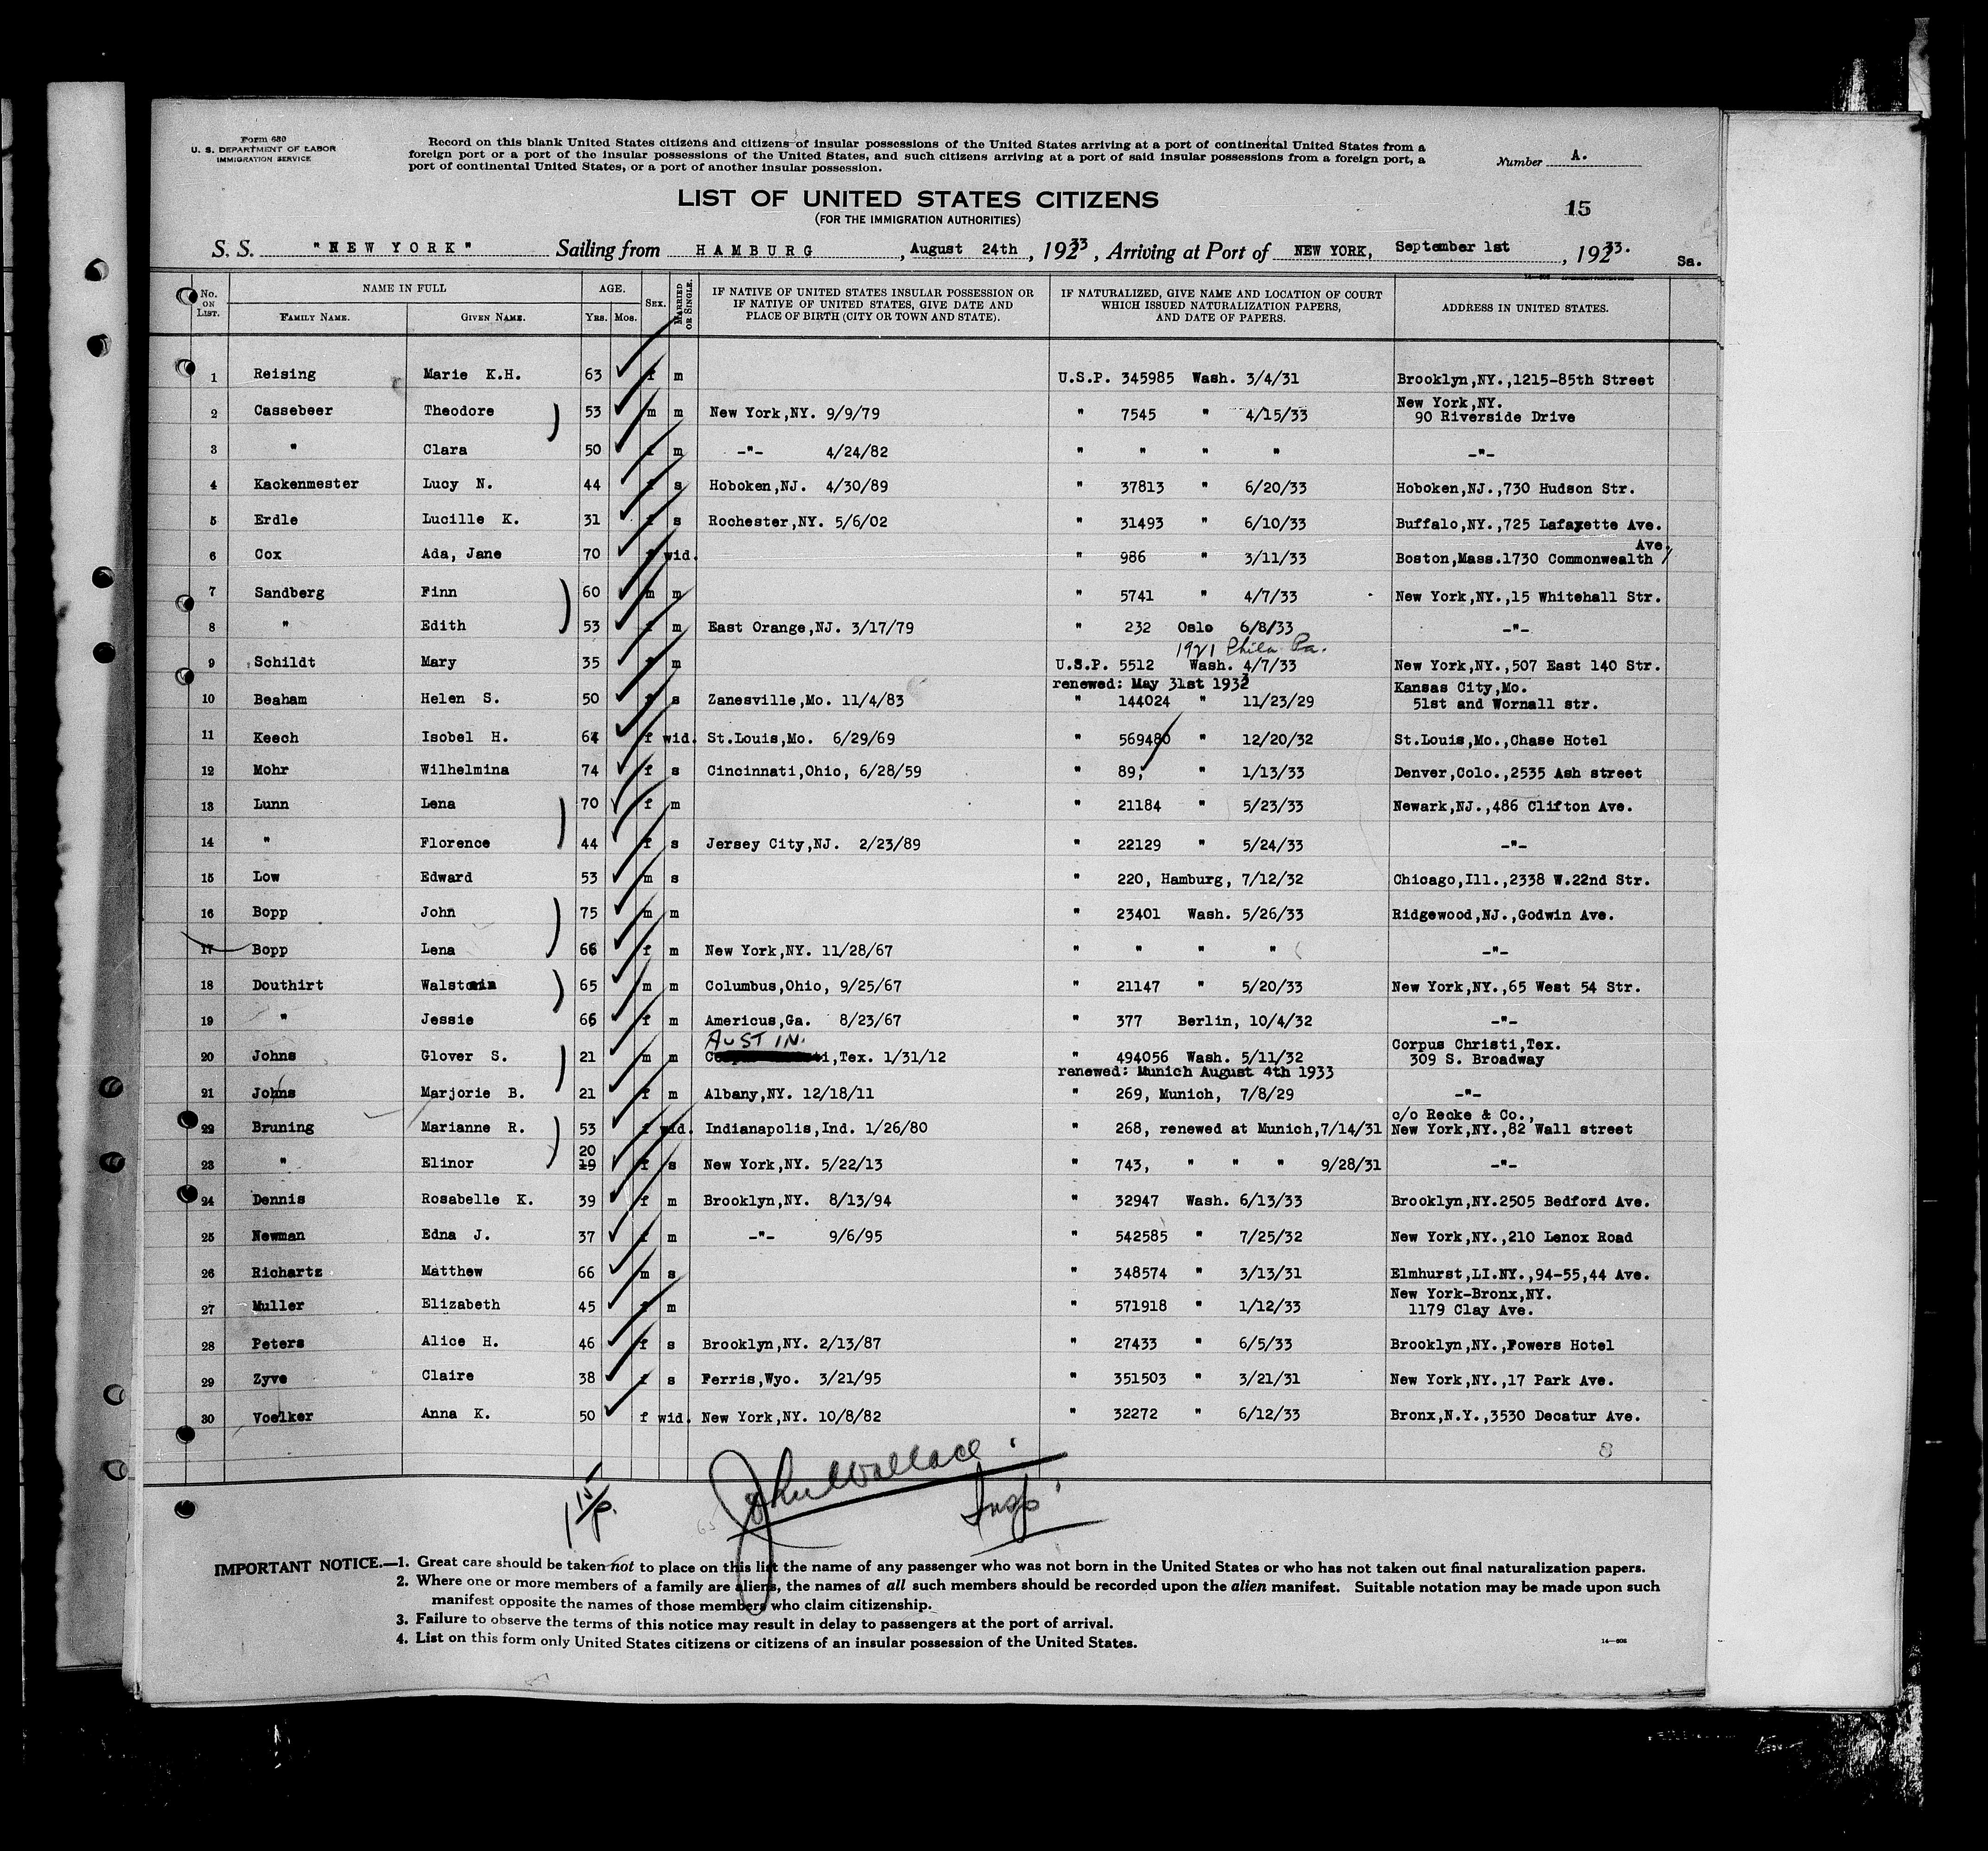 Form 630
U. S. DEPARTMENT OF LABOR
IMMIGRATION SERVICE
Record on this blank United States citizens and citizens of insular possessions of the United States arriving at a port of continental United States from a
foreign port or a port of the insular possessions of the United States, and such citizens arriving at a port of said insular possessions from a foreign port, a
port of continental United States, or a port of another insular possession.
Number A.
LIST OF UNITED STATES CITIZENS
(FOR THE IMMIGRATION AUTHORITIES)
15
S. S. "NEW YORK" Sailing from HAMBURG, August 24th, 1933, Arriving at Port of NEW YORK, September 1st, 1933.
Sa.
No. ON LIST. NAME IN FULL FAMILY NAME. GIVEN NAME. AGE. YRS. MOS. SEX. MARRIED OR SINGLE. IF NATIVE OF UNITED STATES INSULAR POSSESSION OR IF NATIVE OF UNITED STATES, GIVE DATE AND PLACE OF BIRTH (CITY OR TOWN AND STATE). IF NATURALIZED, GIVE NAME AND LOCATION OF COURT WHICH ISSUED NATURALIZATION PAPERS, AND DATE OF PAPERS. ADDRESS IN UNITED STATES.
1 Reising Marie K.H. 63 f m U.S.P. 345985 Wash. 3/4/31 Brooklyn,NY.,1215-85th Street
2 Cassebeer Theodore 53 m m New York,NY. 9/9/79 " 7545 " 4/15/33 New York,NY. 90 Riverside Drive
3 " Clara 50 f m -"- 4/24/82 " " " " -"-
4 Kackenmester Lucy N. 44 f s Hoboken,NJ. 4/30/89 " 37813 " 6/20/33 Hoboken,NJ.,730 Hudson Str.
5 Erdle Lucille K. 31 f s Rochester,NY. 5/6/02 " 31493 " 6/10/33 Buffalo,NY.,725 Lafayette Ave.
6 Cox Ada, Jane 70 f wid. " 986 " 3/11/33 Boston,Mass.1730 Commonwealth / Ave.
7 Sandberg Finn 60 m m " 5741 " 4/7/33 New York,NY.,15 Whitehall Str.
8 " Edith 53 f m East Orange,NJ. 3/17/79 " 232 Oslo 6/8/33 -"-
1921 Phila Pa.
9 Schildt Mary 35 f m U.S.P. 5512 Wash. 4/7/33 New York,NY.,507 East 140 Str.
renewed: May 31st 1933
10 Beaham Helen S. 50 f s Zanesville,Mo. 11/4/83 " 144024 " 11/23/29 Kansas City,Mo. 51st and Wornall str.
11 Keech Isobel H. 64 f wid. St.Louis,Mo. 6/29/69 " 569480 " 12/20/32 St.Louis,Mo.,Chase Hotel
12 Mohr Wilhelmina 74 f s Cincinnati,Ohio, 6/28/59 " 89, " 1/13/33 Denver,Colo.,2535 Ash street
13 Lunn Lena 70 f m " 21184 " 5/23/33 Newark,NJ.,486 Clifton Ave.
14 " Florence 44 f s Jersey City,NJ. 2/23/89 " 22129 " 5/24/33 -"-
15 Low Edward 53 m s " 220, Hamburg, 7/12/32 Chicago,Ill.,2338 W.22nd Str.
16 Bopp John 75 m m " 23401 Wash. 5/26/33 Ridgewood,NJ.,Godwin Ave.
17 Bopp Lena 66 f m New York,NY. 11/28/67 " " " " -"-
18 Douthirt Walstein 65 m m Columbus,Ohio, 9/25/67 " 21147 " 5/20/33 New York,NY.,65 West 54 Str.
19 " Jessie 66 f m Americus,Ga. 8/23/67 " 377 Berlin, 10/4/32 -"-
AUSTIN.
20 Johns Glover S. 21 m m ,Tex. 1/31/12 " 494056 Wash. 5/11/32 Corpus Christi,Tex. 309 S. Broadway
renewed: Munich August 4th 1933
21 Johns Marjorie B. 21 f m Albany,NY. 12/18/11 " 269, Munich, 7/8/29 -"-
22 Bruning Marianne R. 53 f wid. Indianapolis,Ind. 1/26/80 " 268, renewed at Munich,7/14/31 c/o Recke & Co., New York,NY.,82 Wall street
23 " Elinor 20 19 f s New York,NY. 5/22/13 " 743, " " " 9/28/31 -"-
24 Dennis Rosabelle K. 39 f m Brooklyn,NY. 8/13/94 " 32947 Wash. 6/13/33 Brooklyn,NY.2505 Bedford Ave.
25 Newman Edna J. 37 f m -"- 9/6/95 " 542585 " 7/25/32 New York,NY.,210 Lenox Road
26 Richartz Matthew 66 m s " 348574 " 3/13/31 Elmhurst,LI.NY.,94-55,44 Ave.
27 Muller Elizabeth 45 f m " 571918 " 1/12/33 New York-Bronx,NY. 1179 Clay Ave.
28 Peters Alice H. 46 f s Brooklyn,NY. 2/13/87 " 27433 " 6/5/33 Brooklyn,NY.,Powers Hotel
29 Zyve Claire 38 f s Ferris,Wyo. 3/21/95 " 351503 " 3/21/31 New York,NY.,17 Park Ave.
30 Voelker Anna K. 50 f wid. New York,NY. 10/8/82 " 32272 " 6/12/33 Bronx,N.Y.,3530 Decatur Ave.
8
John Wallace
Insp.
IMPORTANT NOTICE.—1. Great care should be taken not to place on this list the name of any passenger who was not born in the United States or who has not taken out final naturalization papers.
2. Where one or more members of a family are aliens, the names of all such members should be recorded upon the alien manifest. Suitable notation may be made upon such
manifest opposite the names of those members who claim citizenship.
3. Failure to observe the terms of this notice may result in delay to passengers at the port of arrival.
4. List on this form only United States citizens or citizens of an insular possession of the United States.